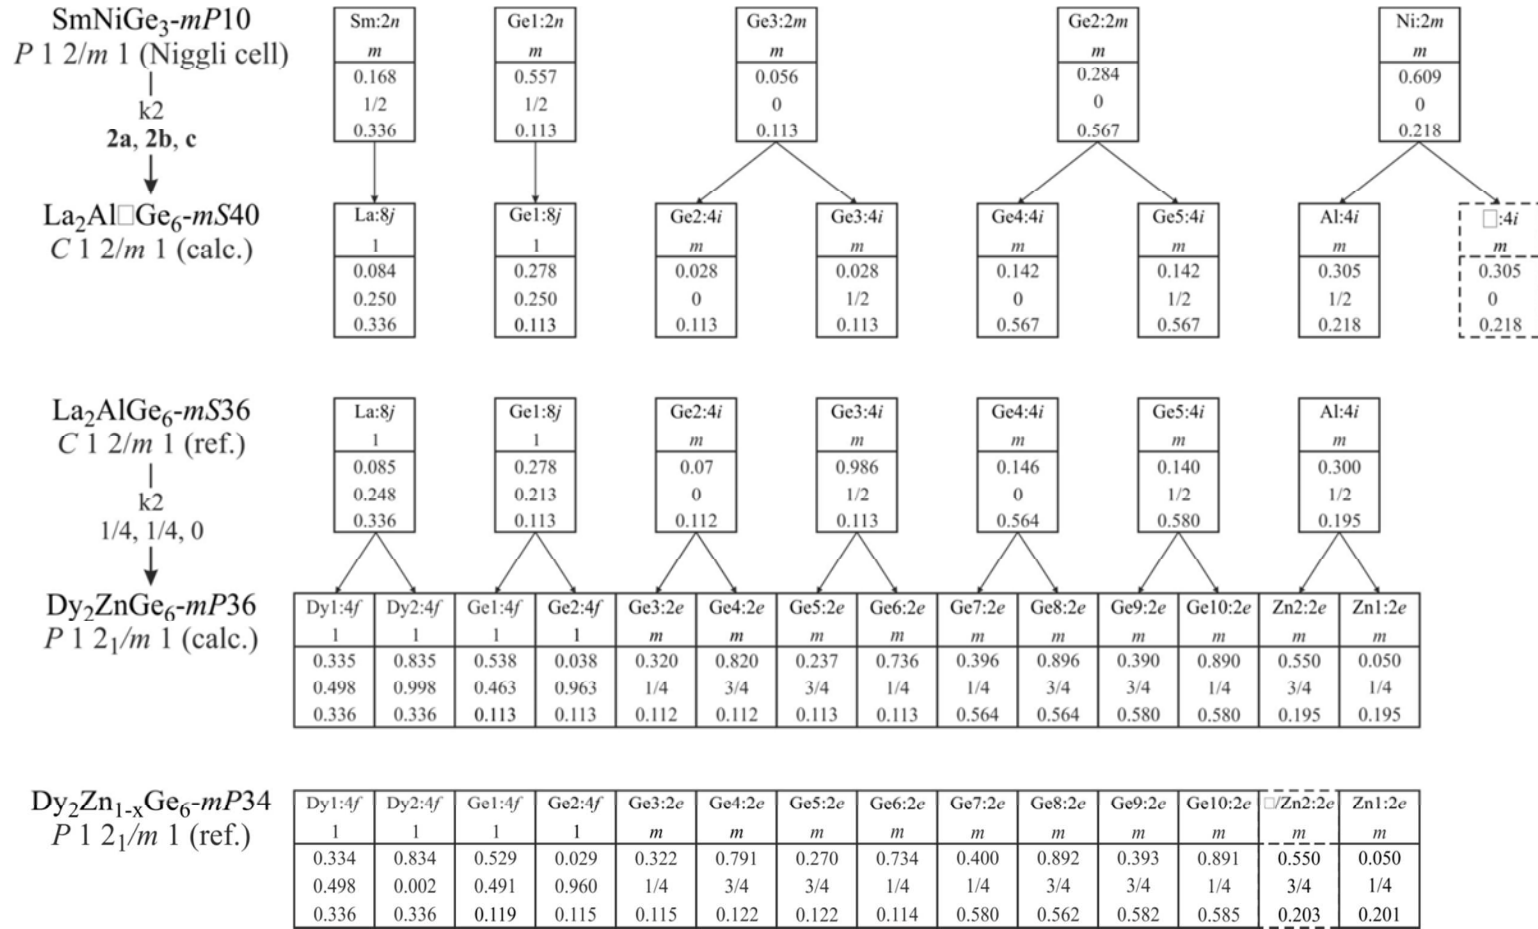 SmNiGe3-mP10
P 1 2/m 1 (Niggli cell)
k2
2a, 2b, c
Sm:2n Ge1:2n Ge3:2m Ge2:2m Ni:2m
m m m m m
0.168 0.557 0.056 0.284 0.609
1/2 1/2 0 0 0
0.336 0.113 0.113 0.567 0.218
La2Al□Ge6-mS40
C 1 2/m 1 (calc.)
La:8j Ge1:8j Ge2:4i Ge3:4i Ge4:4i Ge5:4i Al:4i □:4i
1 1 m m m m m m
0.084 0.278 0.028 0.028 0.142 0.142 0.305 0.305
0.250 0.250 0 1/2 0 1/2 1/2 0
0.336 0.113 0.113 0.113 0.567 0.567 0.218 0.218
La2AlGe6-mS36
C 1 2/m 1 (ref.)
k2
1/4, 1/4, 0
La:8j Ge1:8j Ge2:4i Ge3:4i Ge4:4i Ge5:4i Al:4i
1 1 m m m m m
0.085 0.278 0.07 0.986 0.146 0.140 0.300
0.248 0.213 0 1/2 0 1/2 1/2
0.336 0.113 0.112 0.113 0.564 0.580 0.195
Dy2ZnGe6-mP36
P 1 21/m 1 (calc.)
Dy1:4f Dy2:4f Ge1:4f Ge2:4f Ge3:2e Ge4:2e Ge5:2e Ge6:2e Ge7:2e Ge8:2e Ge9:2e Ge10:2e Zn2:2e Zn1:2e
1 1 1 1 m m m m m m m m m m
0.335 0.835 0.538 0.038 0.320 0.820 0.237 0.736 0.396 0.896 0.390 0.890 0.550 0.050
0.498 0.998 0.463 0.963 1/4 3/4 3/4 1/4 1/4 3/4 3/4 1/4 3/4 1/4
0.336 0.336 0.113 0.113 0.112 0.112 0.113 0.113 0.564 0.564 0.580 0.580 0.195 0.195
Dy2Zn1-xGe6-mP34
P 1 21/m 1 (ref.)
Dy1:4f Dy2:4f Ge1:4f Ge2:4f Ge3:2e Ge4:2e Ge5:2e Ge6:2e Ge7:2e Ge8:2e Ge9:2e Ge10:2e □/Zn2:2e Zn1:2e
1 1 1 1 m m m m m m m m m m
0.334 0.834 0.529 0.029 0.322 0.791 0.270 0.734 0.400 0.892 0.393 0.891 0.550 0.050
0.498 0.002 0.491 0.960 1/4 3/4 3/4 1/4 1/4 3/4 3/4 1/4 3/4 1/4
0.336 0.336 0.119 0.115 0.115 0.122 0.122 0.114 0.580 0.562 0.582 0.585 0.203 0.201